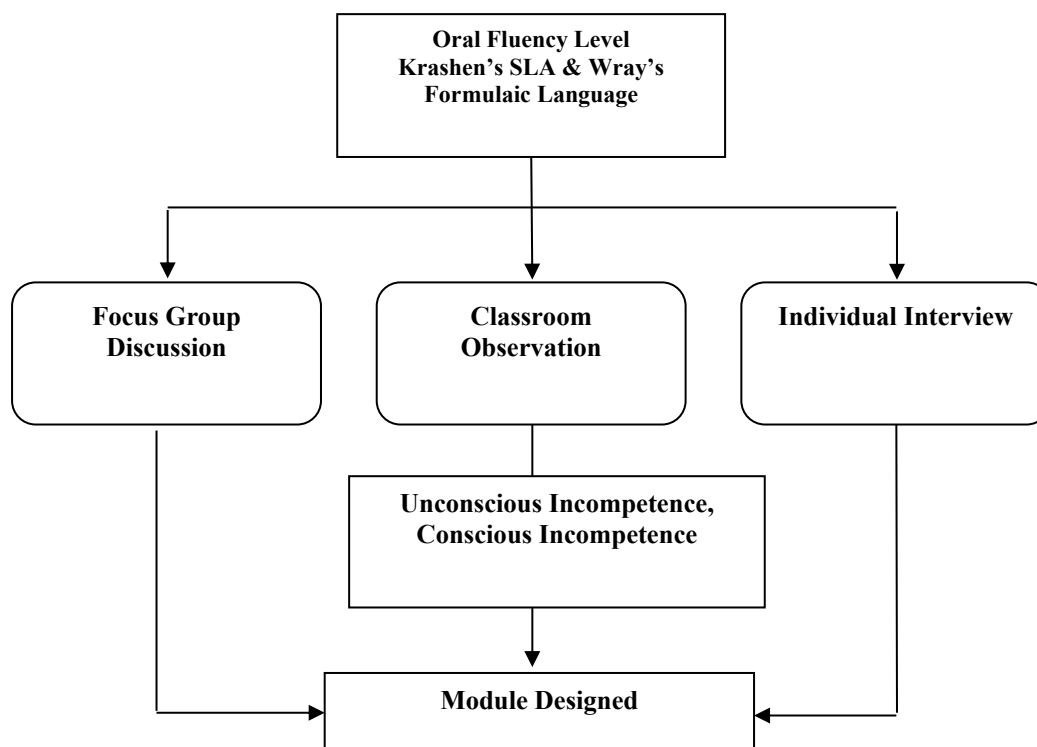 Oral Fluency Level
Krashen’s SLA & Wray’s
Formulaic Language
Focus Group
Discussion
Classroom
Observation
Individual Interview
Unconscious Incompetence,
Conscious Incompetence
Module Designed